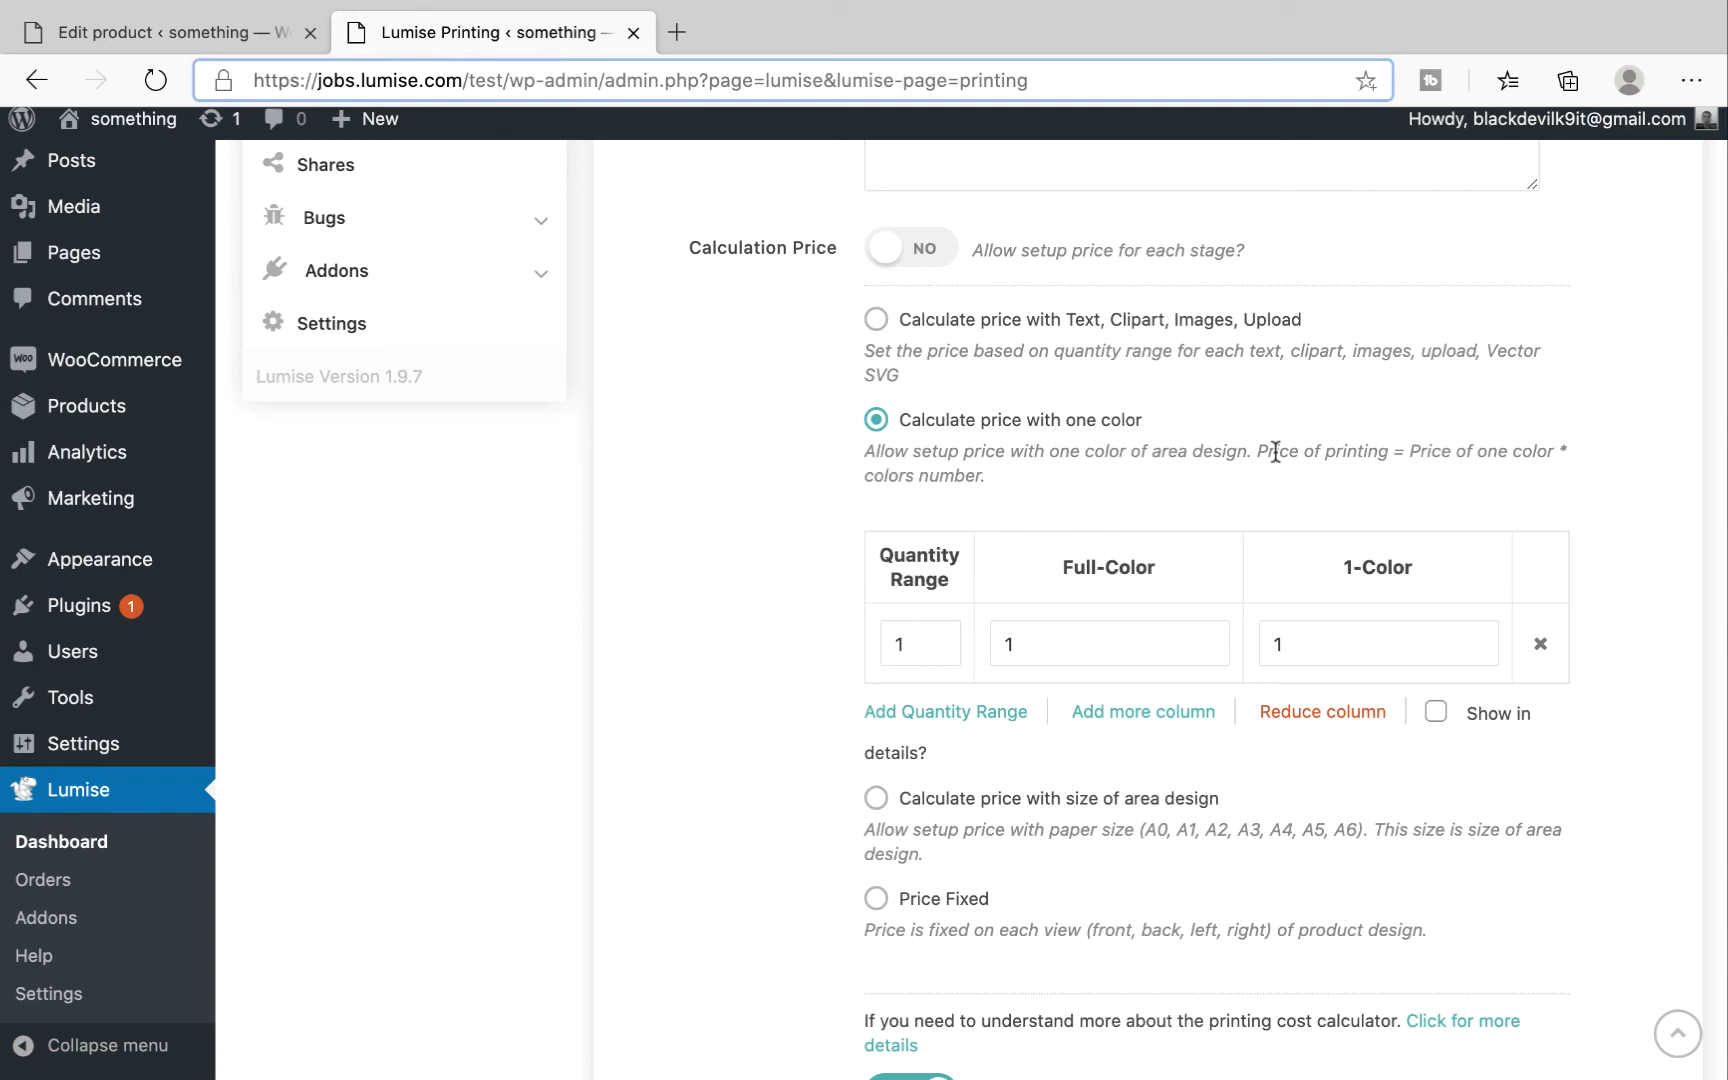 Edit product ‹ something — W
Lumise Printing ‹ something —
https://jobs.lumise.com/test/wp-admin/admin.php?page=lumise&lumise-page=printing
something
1
0
New
Howdy, blackdevilk9it@gmail.com
Posts
Media
Pages
Comments
WooCommerce
Products
Analytics
Marketing
Appearance
Plugins 1
Users
Tools
Settings
Lumise
Dashboard
Orders
Addons
Help
Settings
Collapse menu
Shares
Bugs
Addons
Settings
Lumise Version 1.9.7
Calculation Price
NO
Allow setup price for each stage?
Calculate price with Text, Clipart, Images, Upload
Set the price based on quantity range for each text, clipart, images, upload, Vector
SVG
Calculate price with one color
Allow setup price with one color of area design. Price of printing = Price of one color *
colors number.
Quantity
Range
Full-Color
1-Color
1
1
1
Add Quantity Range
Add more column
Reduce column
Show in
details?
Calculate price with size of area design
Allow setup price with paper size (A0, A1, A2, A3, A4, A5, A6). This size is size of area
design.
Price Fixed
Price is fixed on each view (front, back, left, right) of product design.
If you need to understand more about the printing cost calculator. Click for more
details